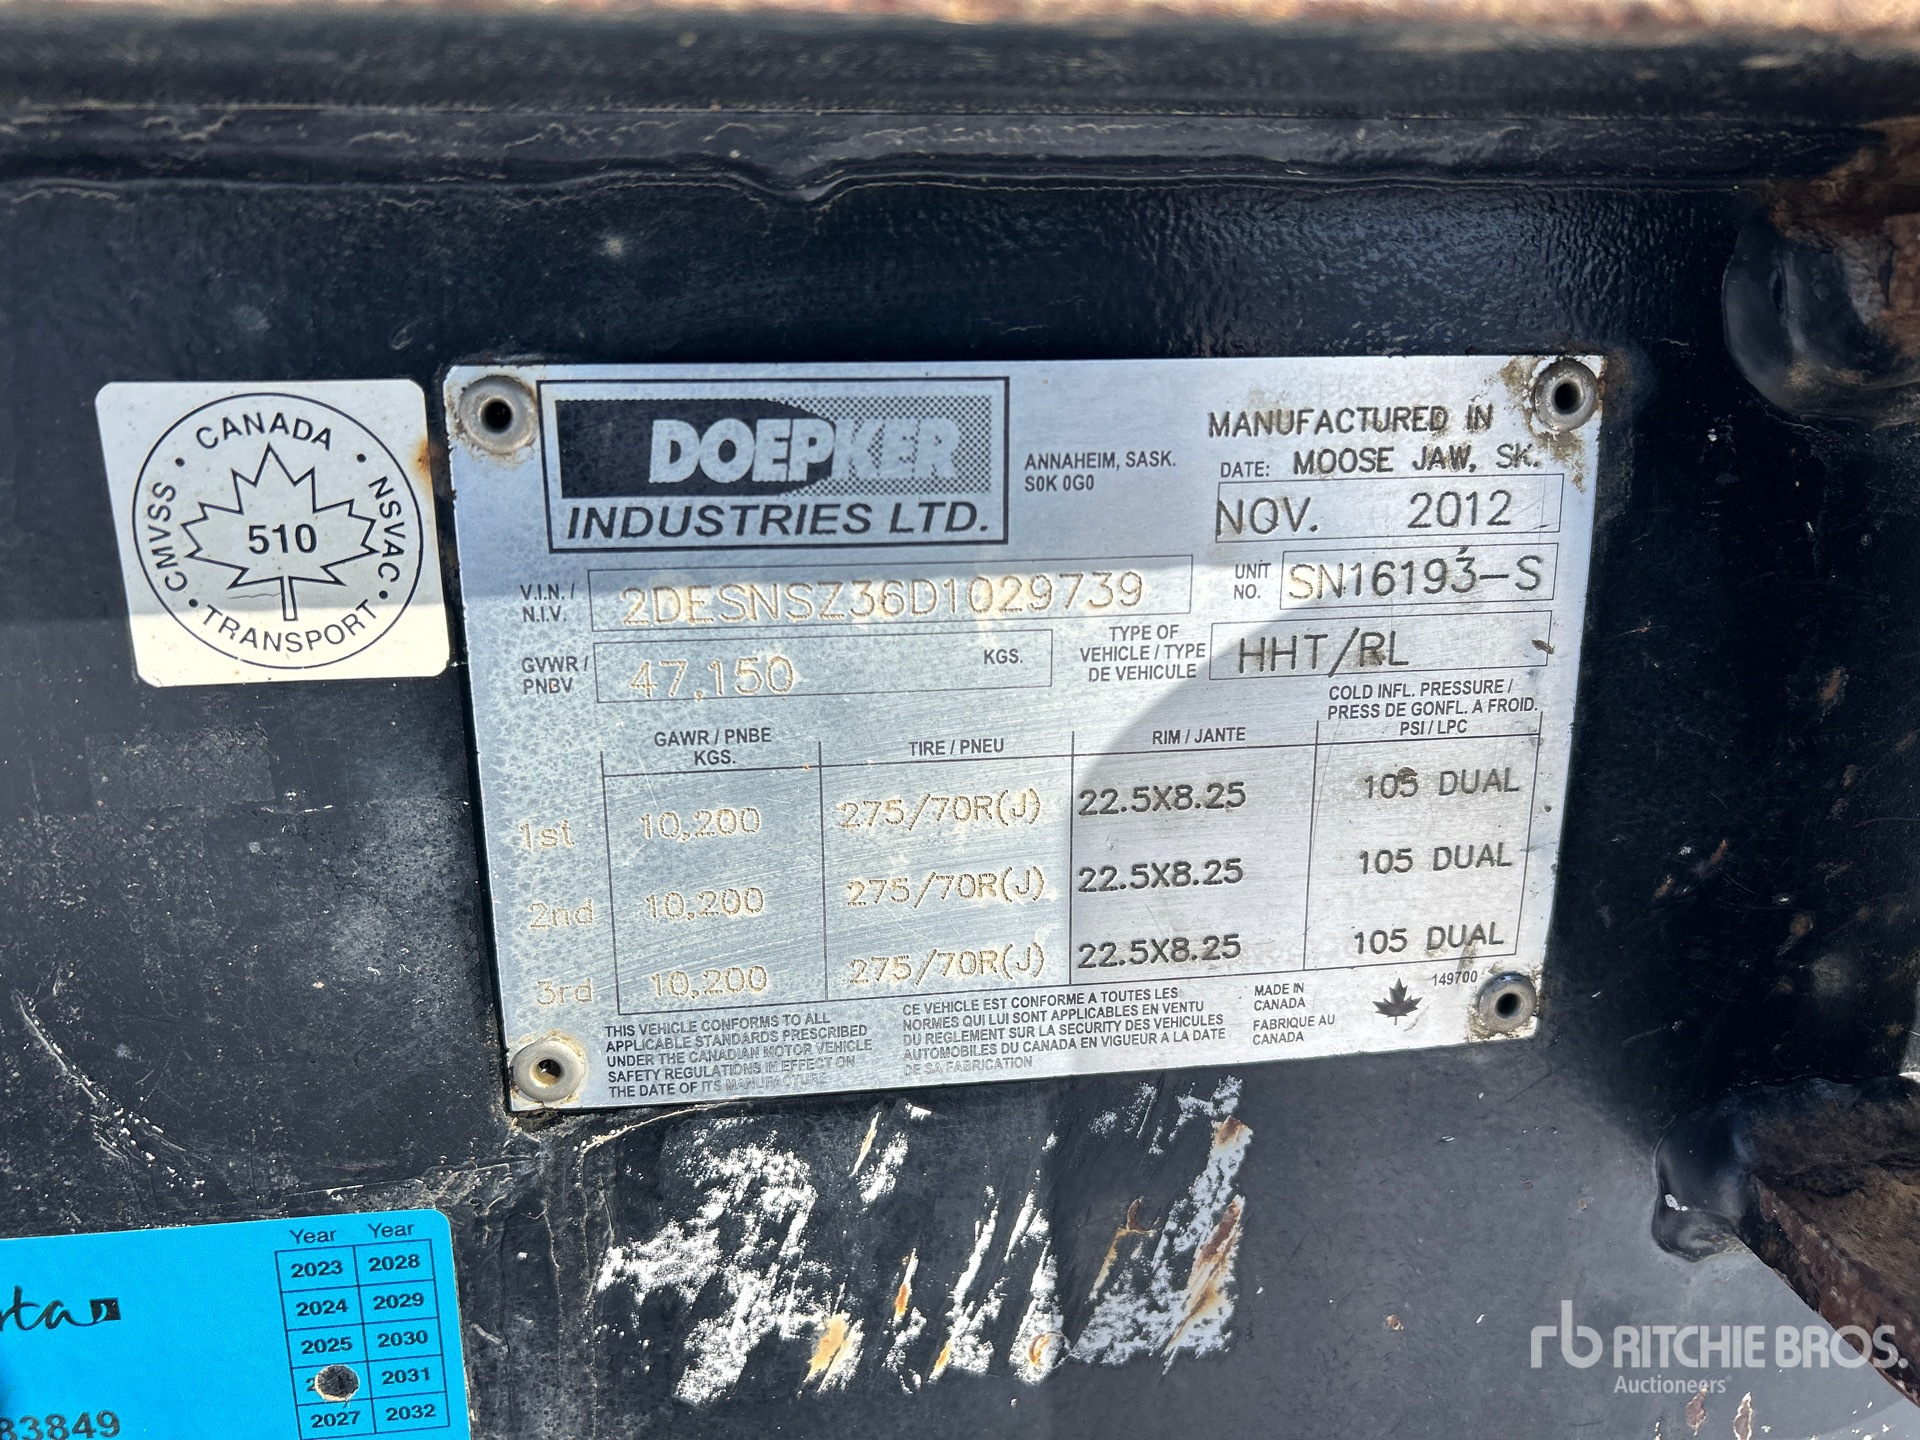 CANADA
CMVSS • NSVAC
510
TRANSPORT
DOEPKER
INDUSTRIES LTD.
ANNAHEIM, SASK.
S0K 0G0
MANUFACTURED IN
DATE: MOOSE JAW, SK.
NOV. 2012
V.I.N. /
N.I.V.
2DESNSZ36D1029739
UNIT
NO.
SN16193-S
GVWR /
PNBV
47,150 KGS.
TYPE OF
VEHICLE / TYPE
DE VEHICULE
HHT/RL
GAWR / PNBE
KGS.
TIRE / PNEU
RIM / JANTE
COLD INFL. PRESSURE /
PRESS DE GONFL. A FROID.
PSI / LPC
1st 10,200 275/70R(J) 22.5X8.25 105 DUAL
2nd 10,200 275/70R(J) 22.5X8.25 105 DUAL
3rd 10,200 275/70R(J) 22.5X8.25 105 DUAL
THIS VEHICLE CONFORMS TO ALL
APPLICABLE STANDARDS PRESCRIBED
UNDER THE CANADIAN MOTOR VEHICLE
SAFETY REGULATIONS IN EFFECT ON
THE DATE OF ITS MANUFACTURE
CE VEHICLE EST CONFORME A TOUTES LES
NORMES QUI LUI SONT APPLICABLES EN VENTU
DU REGLEMENT SUR LA SECURITY DES VEHICULES
AUTOMOBILES DU CANADA EN VIGUEUR A LA DATE
DE SA FABRICATION
MADE IN
CANADA
FABRIQUE AU
CANADA
149700
Year Year
2023 2028
2024 2029
2025 2030
2031
2027 2032
83849
rb RITCHIE BROS.
Auctioneers